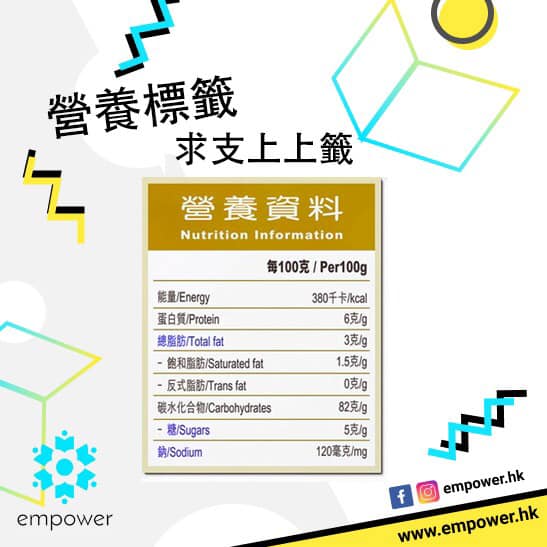 營養標籤
求支上上籤
營養資料
Nutrition Information
每100克 / Per100g
能量/Energy 380千卡/kcal
蛋白質/Protein 6克/g
總脂肪/Total fat 3克/g
- 飽和脂肪/Saturated fat 1.5克/g
- 反式脂肪/Trans fat 0克/g
碳水化合物/Carbohydrates 82克/g
- 糖/Sugars 5克/g
鈉/Sodium 120毫克/mg
empower
empower.hk
www.empower.hk